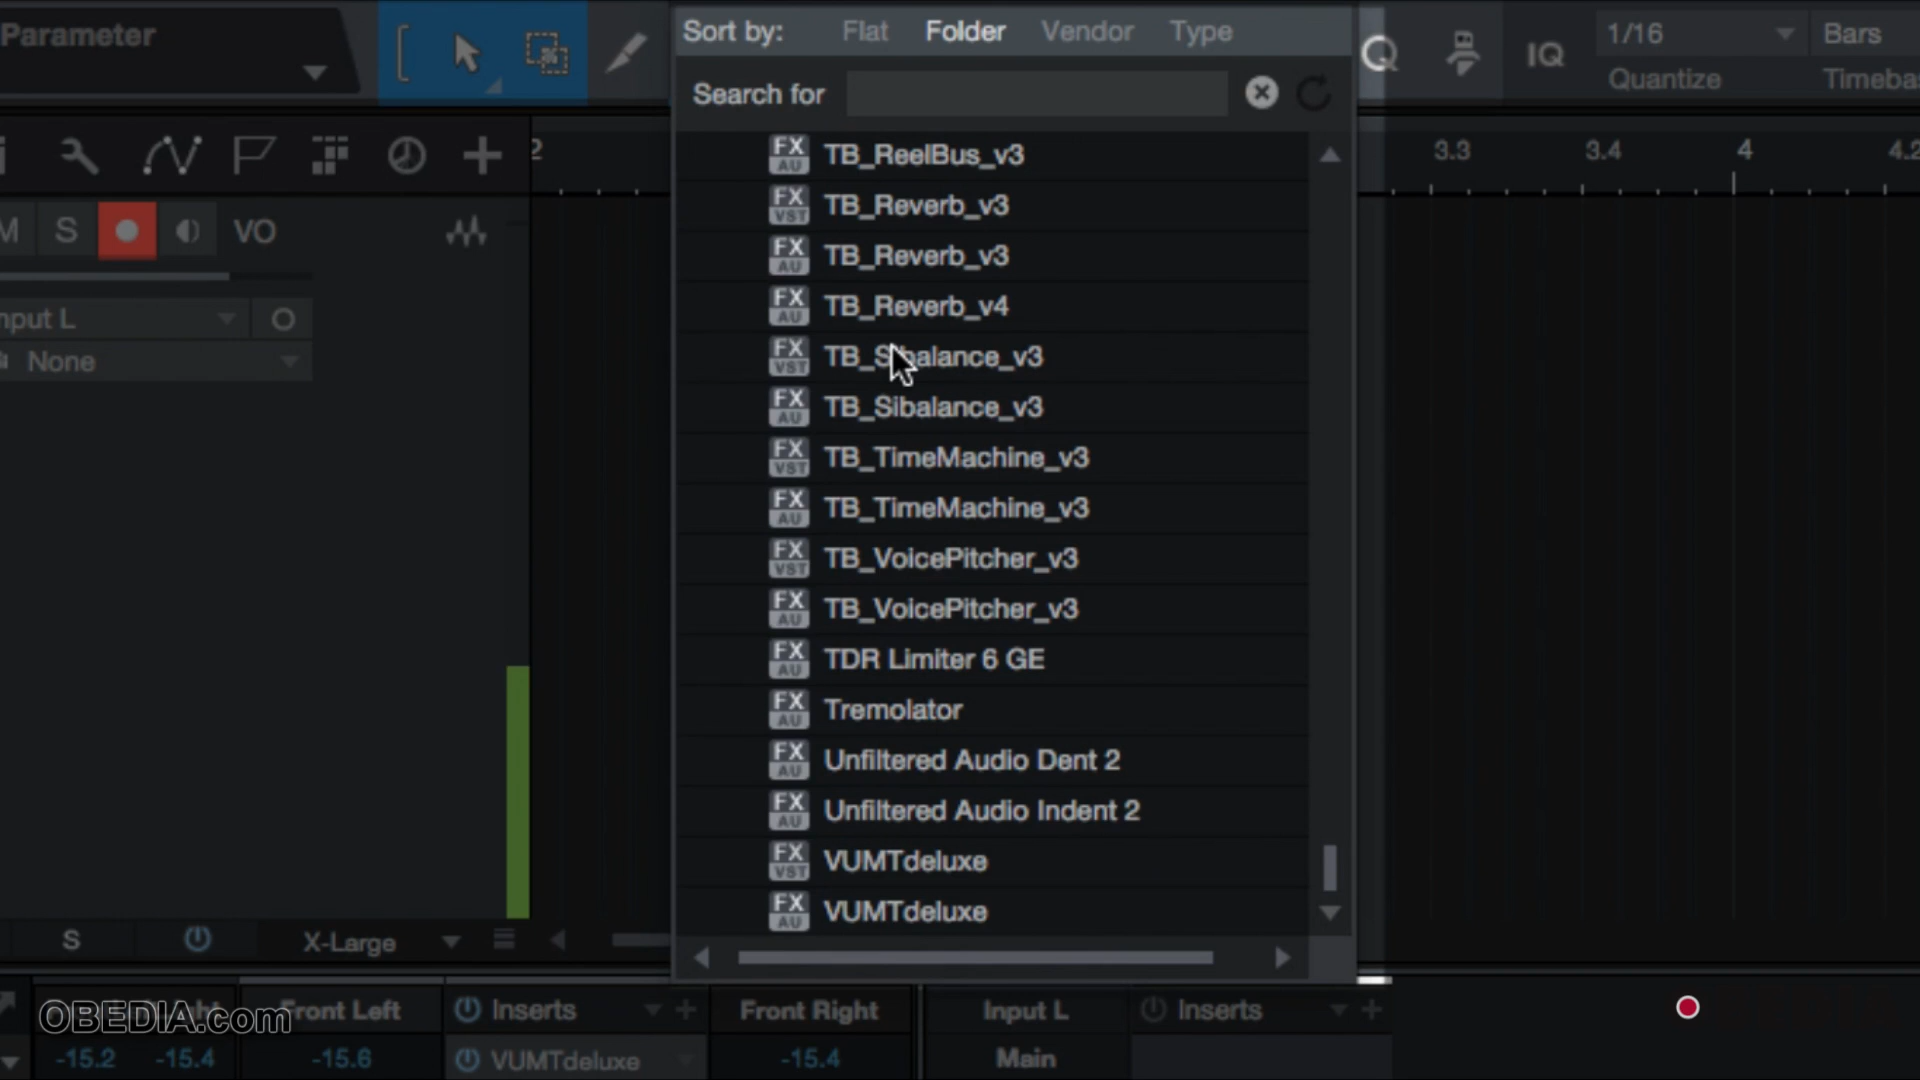 Parameter
Sort by: Flat Folder Vendor Type
Search for
IQ
1/16
Quantize
Bars
2
3.3
3.4
4
4.2
M S VO
Input L
None
FX AU TB_ReelBus_v3
FX VST TB_Reverb_v3
FX AU TB_Reverb_v3
FX AU TB_Reverb_v4
FX VST TB_Sibalance_v3
FX AU TB_Sibalance_v3
FX VST TB_TimeMachine_v3
FX AU TB_TimeMachine_v3
FX VST TB_VoicePitcher_v3
FX AU TB_VoicePitcher_v3
FX AU TDR Limiter 6 GE
FX AU Tremolator
FX AU Unfiltered Audio Dent 2
FX AU Unfiltered Audio Indent 2
FX VST VUMTdeluxe
FX AU VUMTdeluxe
S X-Large
OBEDIA.com
Front Left Inserts Front Right Input L Inserts
-15.2 -15.4 -15.6 VUMTdeluxe -15.4 Main